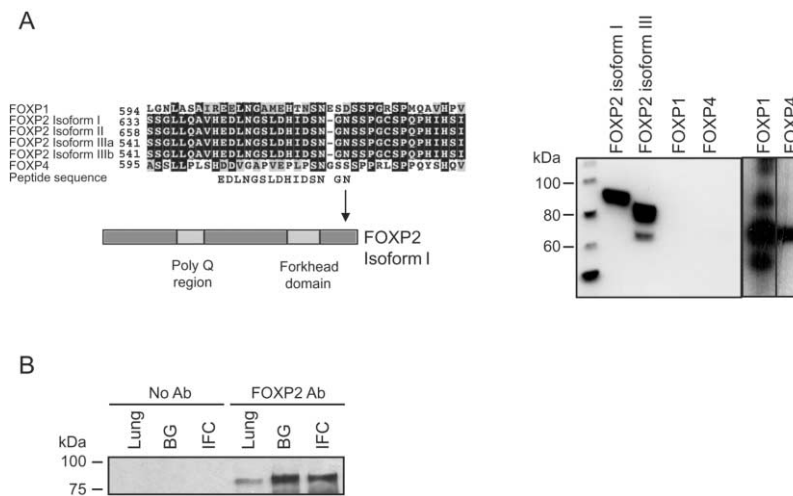 A
FOXP1 594 LGNLASAIREELNGAMEHTNSNESDSSPGRSPMQAVHPV
FOXP2 Isoform I 633 SSGLLQAVHEDLNGSLDHIDSN-GNSSPGCSPQPHIHSI
FOXP2 Isoform II 658 SSGLLQAVHEDLNGSLDHIDSN-GNSSPGCSPQPHIHSI
FOXP2 Isoform IIIa 541 SSGLLQAVHEDLNGSLDHIDSN-GNSSPGCSPQPHIHSI
FOXP2 Isoform IIIb 541 SSGLLQAVHEDLNGSLDHIDSN-GNSSPGCSPQPHIHSI
FOXP4 595 ASSLLPLSHDDVGAPVEPLPSNGSSSPPRLSPPQYSHQV
Peptide sequence EDLNGSLDHIDSN GN
FOXP2
Isoform I
Poly Q
region
Forkhead
domain
FOXP2 isoform I
FOXP2 isoform III
FOXP1
FOXP4
FOXP1
FOXP4
kDa
100
80
60
B
No Ab FOXP2 Ab
Lung BG IFC Lung BG IFC
kDa
100
75